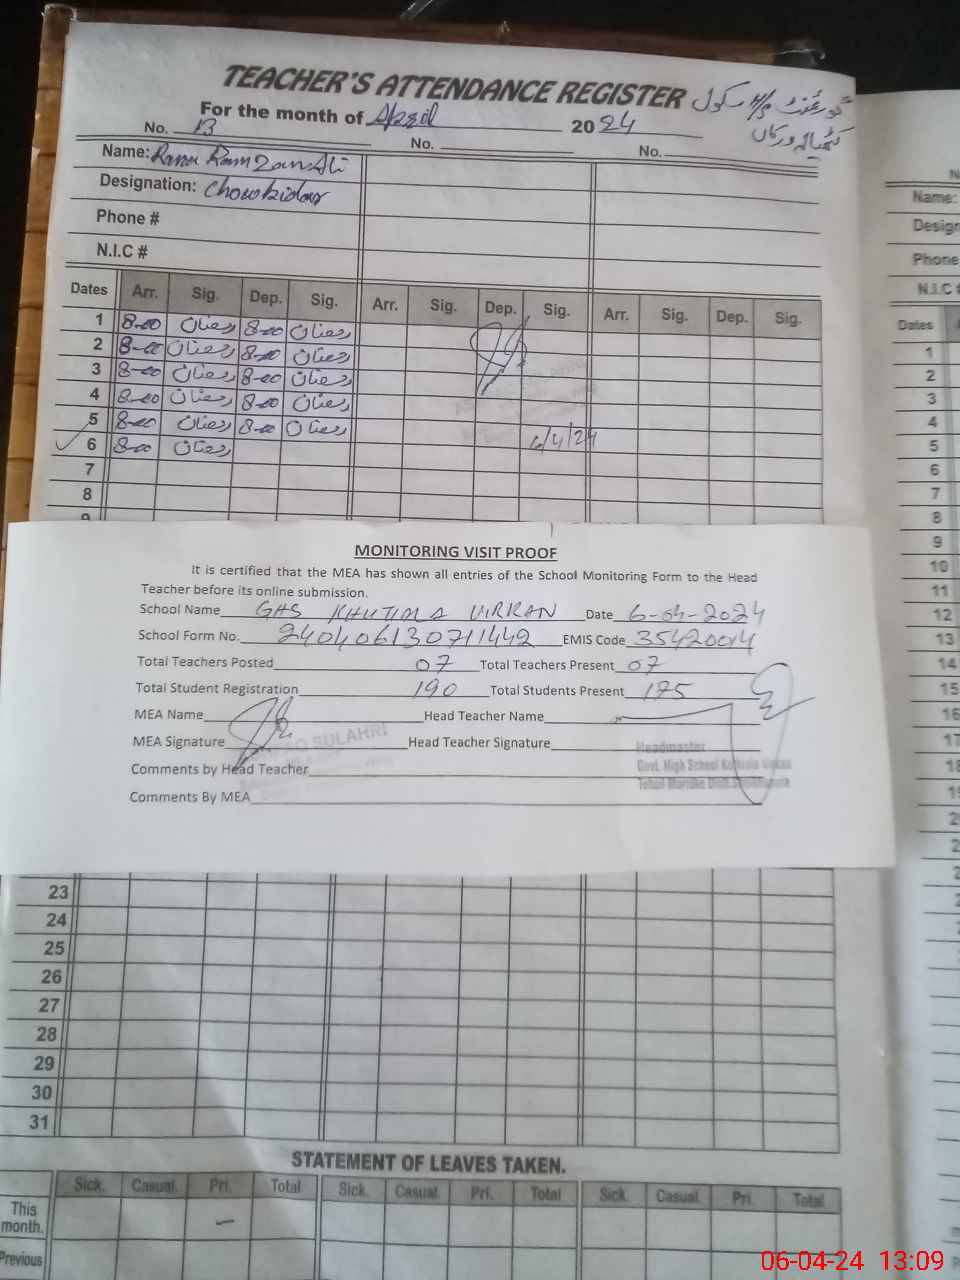 TEACHER'S ATTENDANCE REGISTER گورنمنٹ ہائی سکول
For the month of April 2024
No. 13 No. No.
Name: Rana Ramzan Ali
Designation: Chowkidar
Phone #
N.I.C #
Dates Arr. Sig. Dep. Sig. Arr. Sig. Dep. Sig. Arr. Sig. Dep. Sig.
1 8-00 رمضان 8-00 رمضان
2 8-00 رمضان 8-00 رمضان
3 8-00 رمضان 8-00 رمضان
4 8-00 رمضان 8-00 رمضان
5 8-00 رمضان 8-00 رمضان
6 8-00 رمضان
6/4/24
7
8
9
MONITORING VISIT PROOF
It is certified that the MEA has shown all entries of the School Monitoring Form to the Head
Teacher before its online submission.
School Name GHS KHUTIALA VIRKAN Date 6-04-2024
School Form No. 240406130711442 EMIS Code 35420014
Total Teachers Posted 07 Total Teachers Present 07
Total Student Registration 190 Total Students Present 175
MEA Name Head Teacher Name
MEA Signature SULAHRI Head Teacher Signature Headmaster
Govt. High School
Comments by Head Teacher
Comments By MEA
23
24
25
26
27
28
29
30
31
STATEMENT OF LEAVES TAKEN.
Sick. Casual. Pri. Total Sick. Casual. Pri. Total Sick. Casual. Pri. Total
This
month.
Previous
Name:
Design
Phone
N.I.C
Dates
1
2
3
4
5
6
7
8
9
10
11
12
13
14
15
16
17
18
19
06-04-24 13:09